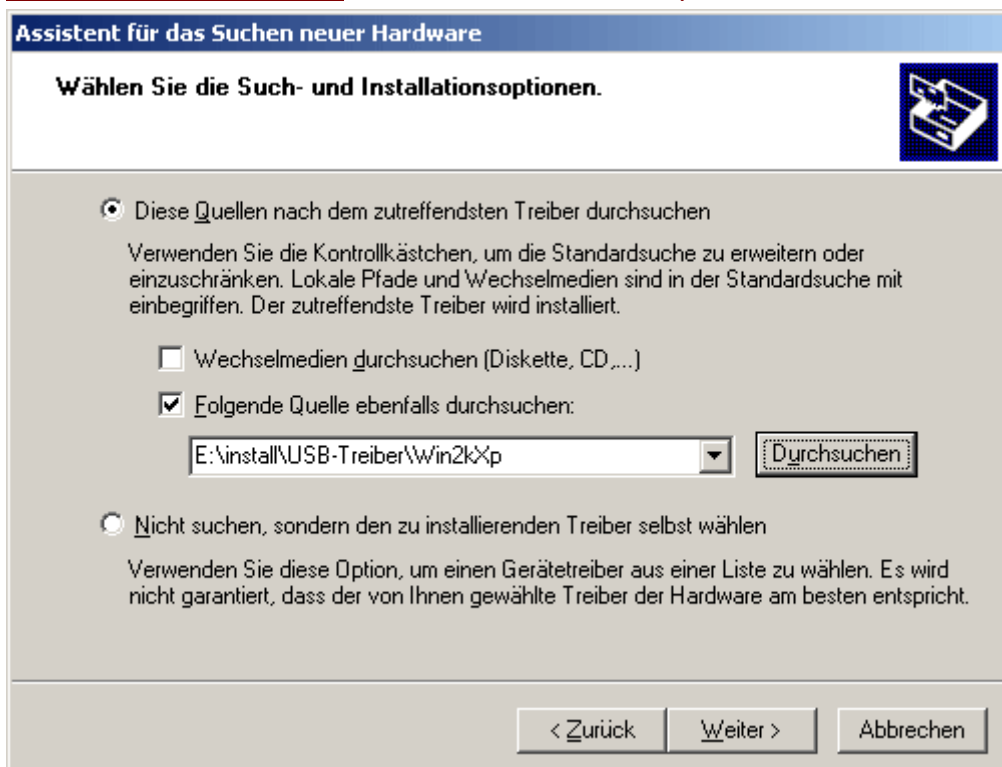 Assistent für das Suchen neuer Hardware
Wählen Sie die Such- und Installationsoptionen.
Diese Quellen nach dem zutreffendsten Treiber durchsuchen
Verwenden Sie die Kontrollkästchen, um die Standardsuche zu erweitern oder
einzuschränken. Lokale Pfade und Wechselmedien sind in der Standardsuche mit
einbegriffen. Der zutreffendste Treiber wird installiert.
Wechselmedien durchsuchen (Diskette, CD,...)
Folgende Quelle ebenfalls durchsuchen:
E:\install\USB-Treiber\Win2kXp
Durchsuchen
Nicht suchen, sondern den zu installierenden Treiber selbst wählen
Verwenden Sie diese Option, um einen Gerätetreiber aus einer Liste zu wählen. Es wird
nicht garantiert, dass der von Ihnen gewählte Treiber der Hardware am besten entspricht.
< Zurück
Weiter >
Abbrechen